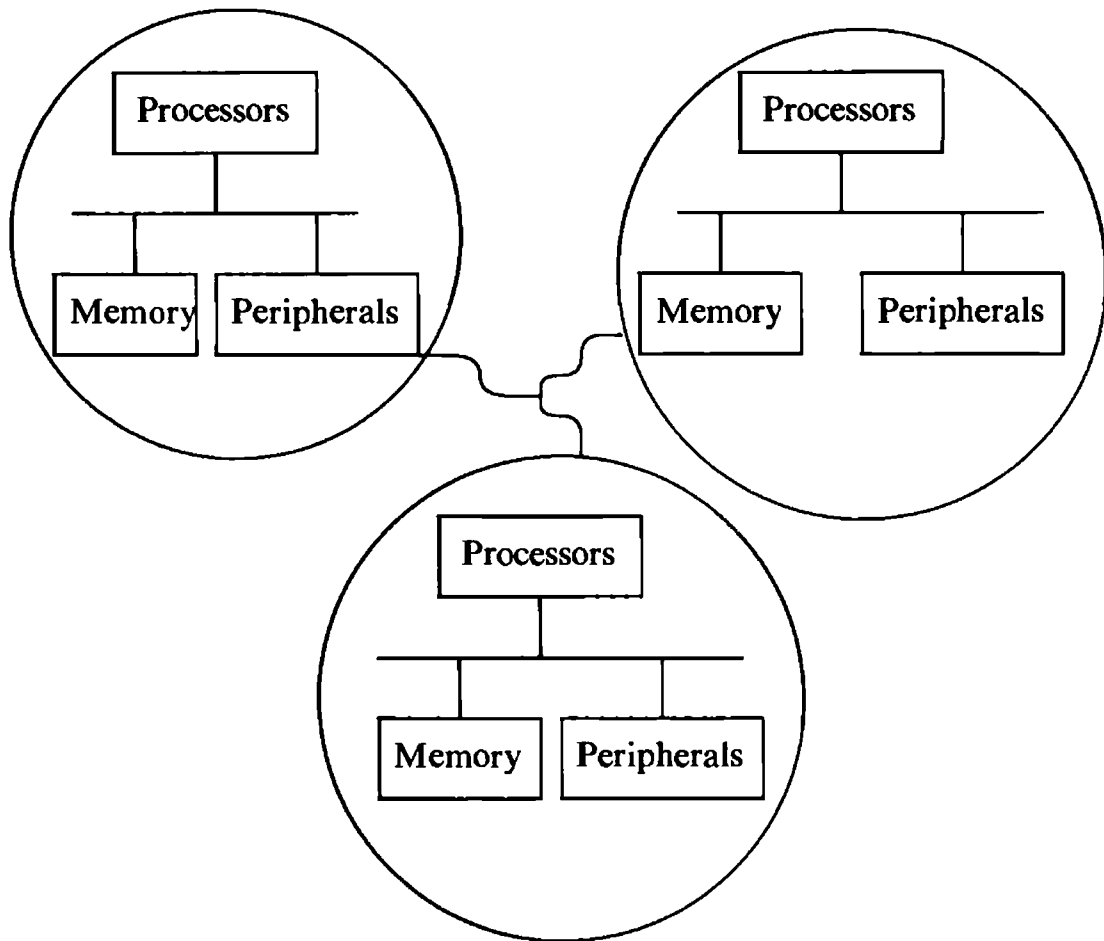 Processors
Memory
Peripherals
Processors
Memory
Peripherals
Processors
Memory
Peripherals